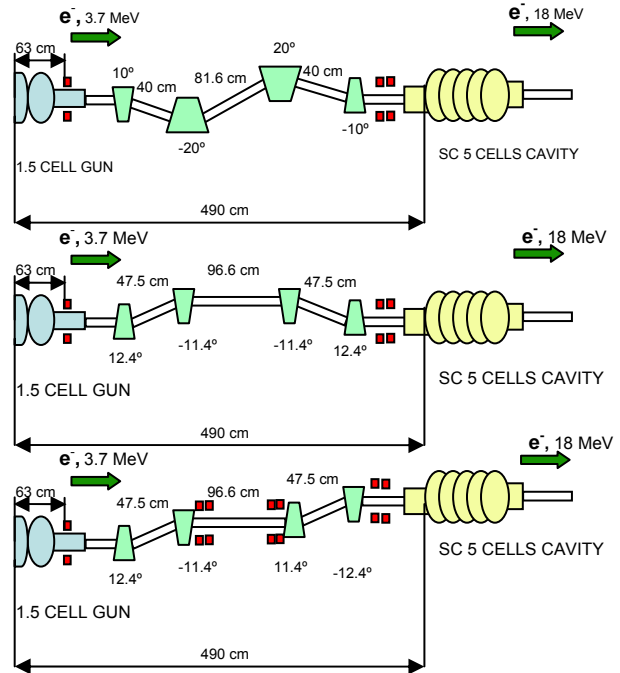 e-, 3.7 MeV
e-, 18 MeV
63 cm
10º
40 cm
81.6 cm
20º
40 cm
-20º
-10º
1.5 CELL GUN
SC 5 CELLS CAVITY
490 cm
e-, 3.7 MeV
e-, 18 MeV
63 cm
47.5 cm
96.6 cm
47.5 cm
12.4º
-11.4º
-11.4º
12.4º
1.5 CELL GUN
SC 5 CELLS CAVITY
490 cm
e-, 3.7 MeV
e-, 18 MeV
63 cm
47.5 cm
96.6 cm
47.5 cm
12.4º
-11.4º
11.4º
-12.4º
1.5 CELL GUN
SC 5 CELLS CAVITY
490 cm